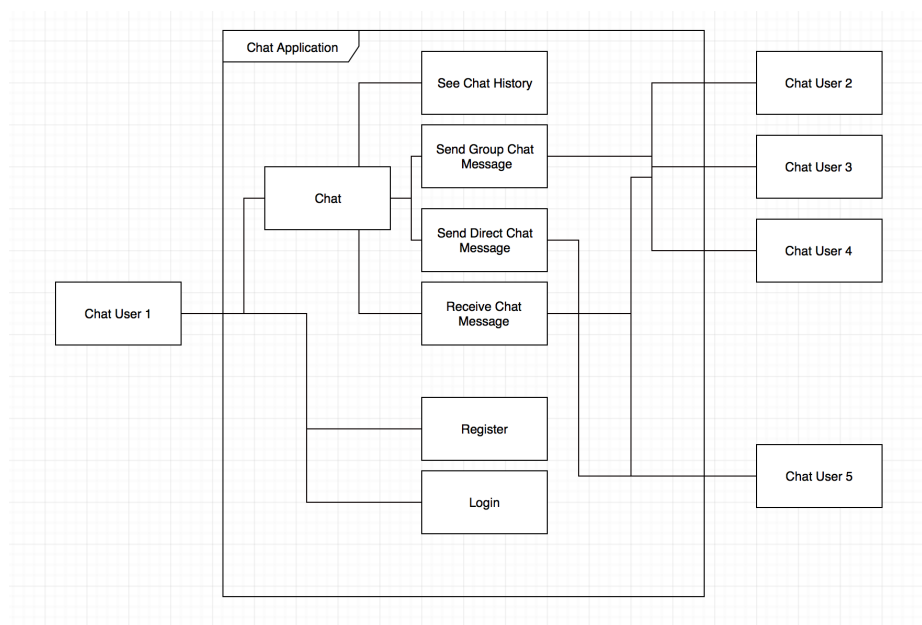 Chat Application
See Chat History
Chat User 2
Send Group Chat
Message
Chat User 3
Chat
Send Direct Chat
Message
Chat User 4
Chat User 1
Receive Chat
Message
Register
Chat User 5
Login